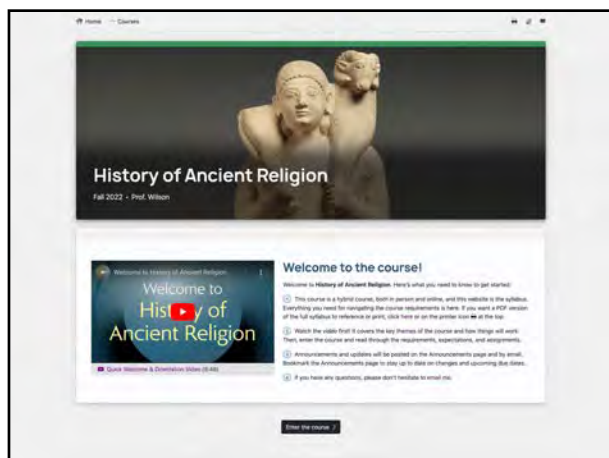 Home ··· Courses
History of Ancient Religion
Fall 2022 • Prof. Wilson
Welcome to History of Ancient Religion
Welcome to
History of
Ancient Religion
Quick Welcome & Orientation Video (6:48)
Welcome to the course!
Welcome to History of Ancient Religion. Here's what you need to know to get started:
This course is a hybrid course, both in person and online, and this website is the syllabus.
Everything you need for navigating the course requirements is here. If you want a PDF version
of the full syllabus to reference or print, click here or on the printer icon at the top.
Watch the video first! It covers the key themes of the course and how things will work.
Then, enter the course and read through the requirements, expectations, and assignments.
Announcements and updates will be posted on the Announcements page and by email.
Bookmark the Announcements page to stay up to date on changes and upcoming due dates.
If you have any questions, please don't hesitate to email me.
Enter the course